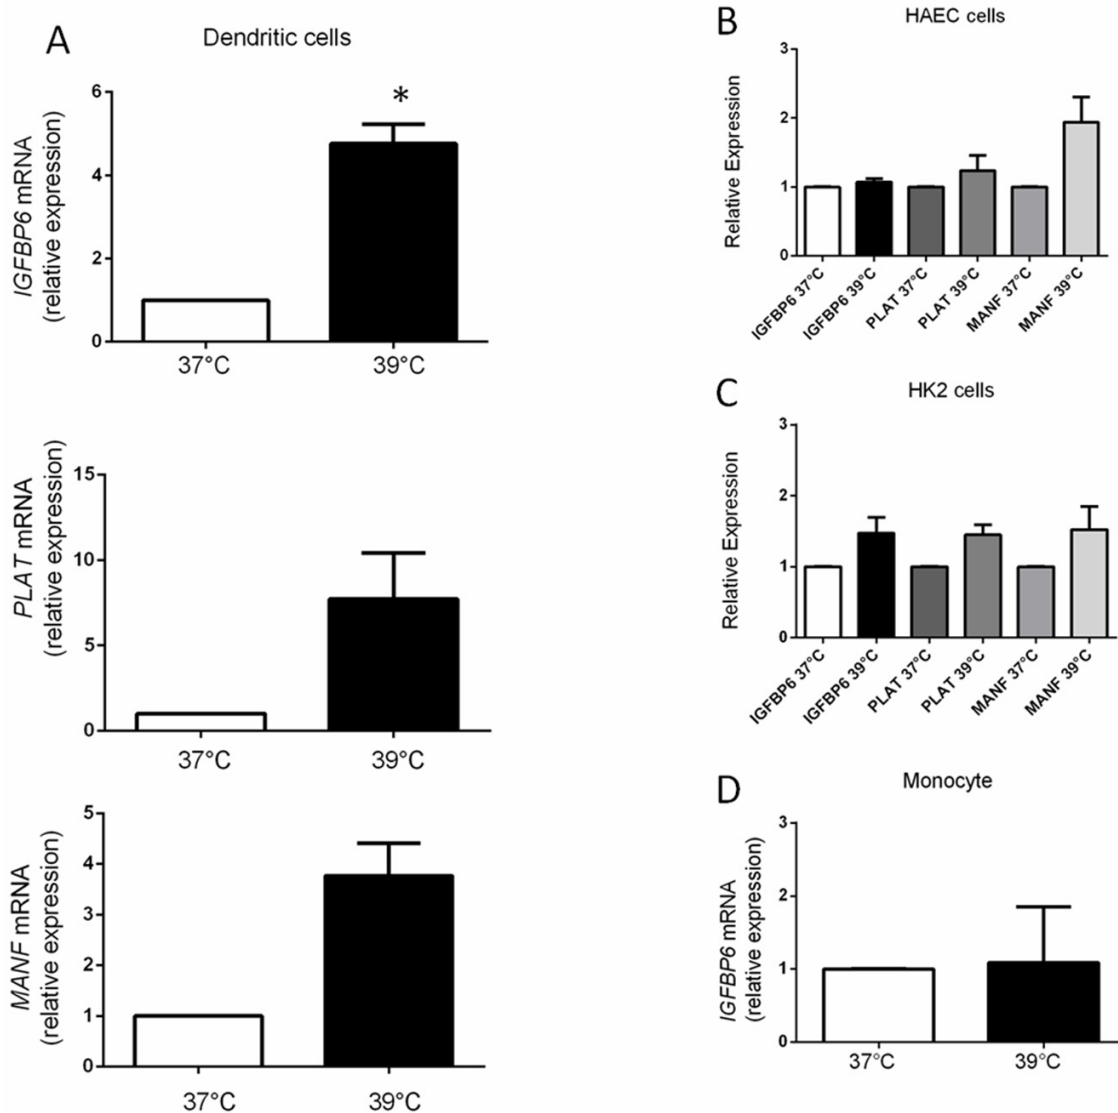 A
Dendritic cells
IGFBP6 mRNA
(relative expression)
6
4
2
0
*
37°C
39°C
PLAT mRNA
(relative expression)
15
10
5
0
37°C
39°C
MANF mRNA
(relative expression)
5
4
3
2
1
0
37°C
39°C
B
HAEC cells
Relative Expression
3
2
1
0
IGFBP6 37°C
IGFBP6 39°C
PLAT 37°C
PLAT 39°C
MANF 37°C
MANF 39°C
C
HK2 cells
Relative Expression
3
2
1
0
IGFBP6 37°C
IGFBP6 39°C
PLAT 37°C
PLAT 39°C
MANF 37°C
MANF 39°C
D
Monocyte
IGFBP6 mRNA
(relative expression)
3
2
1
0
37°C
39°C